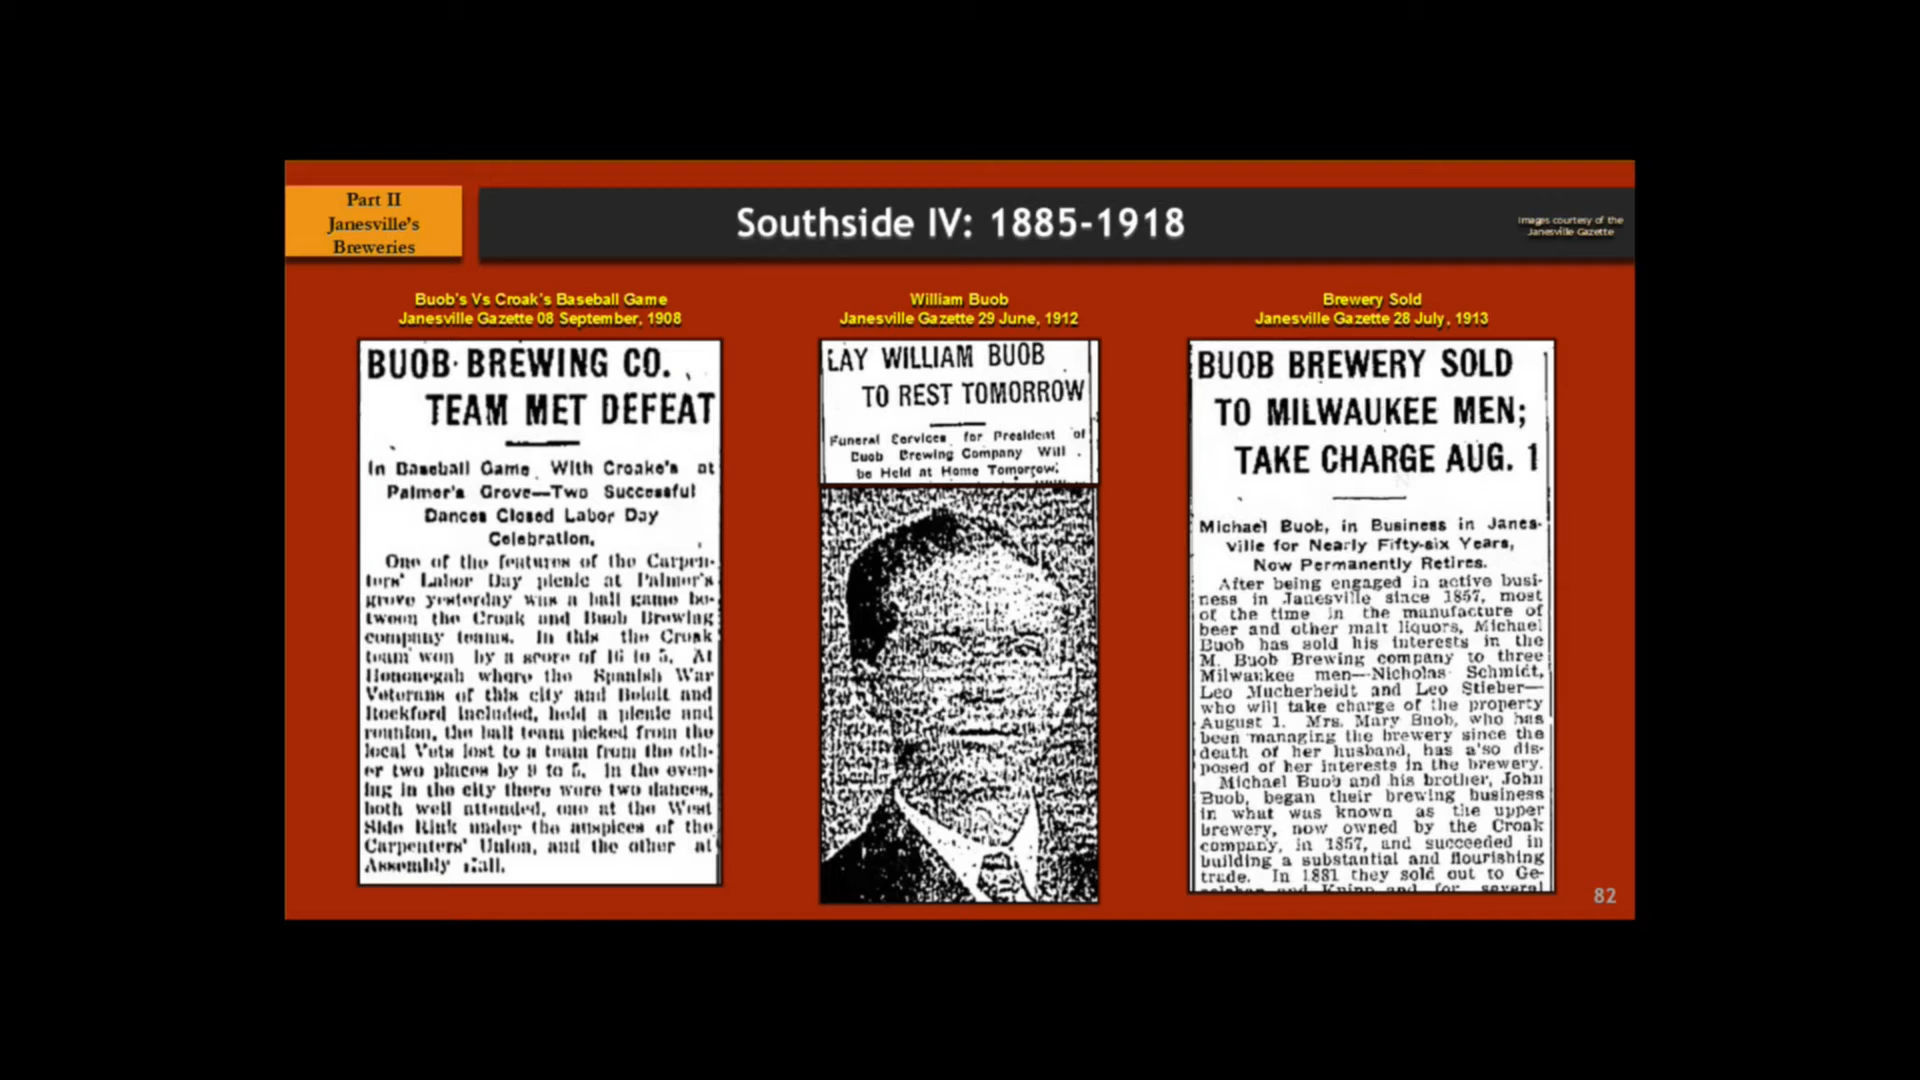 Part II
Janesville's
Breweries
Southside IV: 1885-1918
Images courtesy of the
Janesville Gazette
Buob's Vs Croak's Baseball Game
Janesville Gazette 08 September, 1908
BUOB BREWING CO.
TEAM MET DEFEAT
In Baseball Game With Croake's at
Palmer's Grove—Two Successful
Dances Closed Labor Day
Celebration.
One of the features of the Carpen-
ters' Labor Day picnic at Palmer's
grove yesterday was a ball game be-
tween the Croak and Buob Brewing
company teams. In this the Croak
team won by a score of 16 to 5. At
Hononegah where the Spanish War
Veterans of this city and Beloit and
Rockford included, held a picnic and
reunion, the ball team picked from the
local Vets lost to a team from the oth-
er two places by 9 to 5. In the even-
ing in the city there were two dances,
both well attended, one at the West
Side Rink under the auspices of the
Carpenters' Union, and the other at
Assembly Hall.
William Buob
Janesville Gazette 29 June, 1912
LAY WILLIAM BUOB
TO REST TOMORROW
Funeral Services for President of
Buob Brewing Company Will
be Held at Home Tomorrow.
Brewery Sold
Janesville Gazette 28 July, 1913
BUOB BREWERY SOLD
TO MILWAUKEE MEN;
TAKE CHARGE AUG. 1
Michael Buob, in Business in Janes-
ville for Nearly Fifty-six Years,
Now Permanently Retires.
After being engaged in active busi-
ness in Janesville since 1857, most
of the time in the manufacture of
beer and other malt liquors, Michael
Buob has sold his interests in the
M. Buob Brewing company to three
Milwaukee men—Nicholas Schmidt,
Leo Mucherheidt and Leo Stieber—
who will take charge of the property
August 1. Mrs. Mary Buob, who has
been managing the brewery since the
death of her husband, has also dis-
posed of her interests in the brewery.
Michael Buob and his brother, John
Buob, began their brewing business
in what was known as the upper
brewery, now owned by the Croak
company, in 1857, and succeeded in
building a substantial and flourishing
trade. In 1881 they sold out to Ge-
and Knipp and for several
82